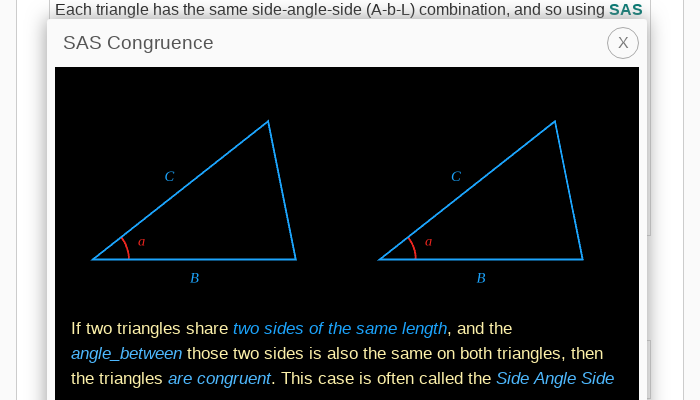 Each triangle has the same side-angle-side (A-b-L) combination, and so using SAS
SAS Congruence
X
C
C
a
a
B
B
If two triangles share two sides of the same length, and the
angle_between those two sides is also the same on both triangles, then
the triangles are congruent. This case is often called the Side Angle Side